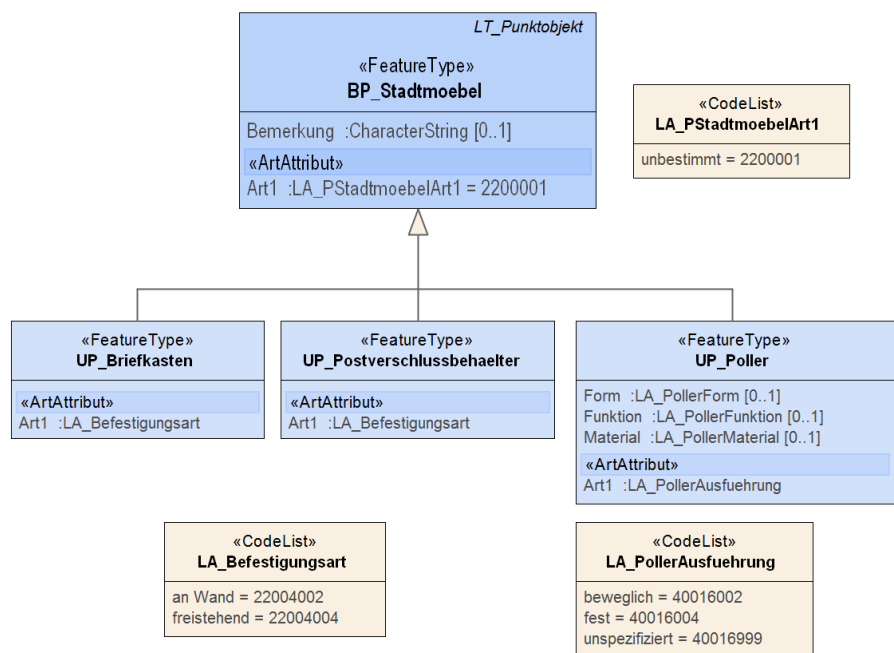 LT_Punktobjekt
«FeatureType»
BP_Stadtmoebel
Bemerkung :CharacterString [0..1]
«ArtAttribut»
Art1 :LA_PStadtmoebelArt1 = 2200001
«CodeList»
LA_PStadtmoebelArt1
unbestimmt = 2200001
«FeatureType»
UP_Briefkasten
«ArtAttribut»
Art1 :LA_Befestigungsart
«FeatureType»
UP_Postverschlussbehaelter
«ArtAttribut»
Art1 :LA_Befestigungsart
«FeatureType»
UP_Poller
Form :LA_PollerForm [0..1]
Funktion :LA_PollerFunktion [0..1]
Material :LA_PollerMaterial [0..1]
«ArtAttribut»
Art1 :LA_PollerAusfuehrung
«CodeList»
LA_Befestigungsart
an Wand = 22004002
freistehend = 22004004
«CodeList»
LA_PollerAusfuehrung
beweglich = 40016002
fest = 40016004
unspezifiziert = 40016999